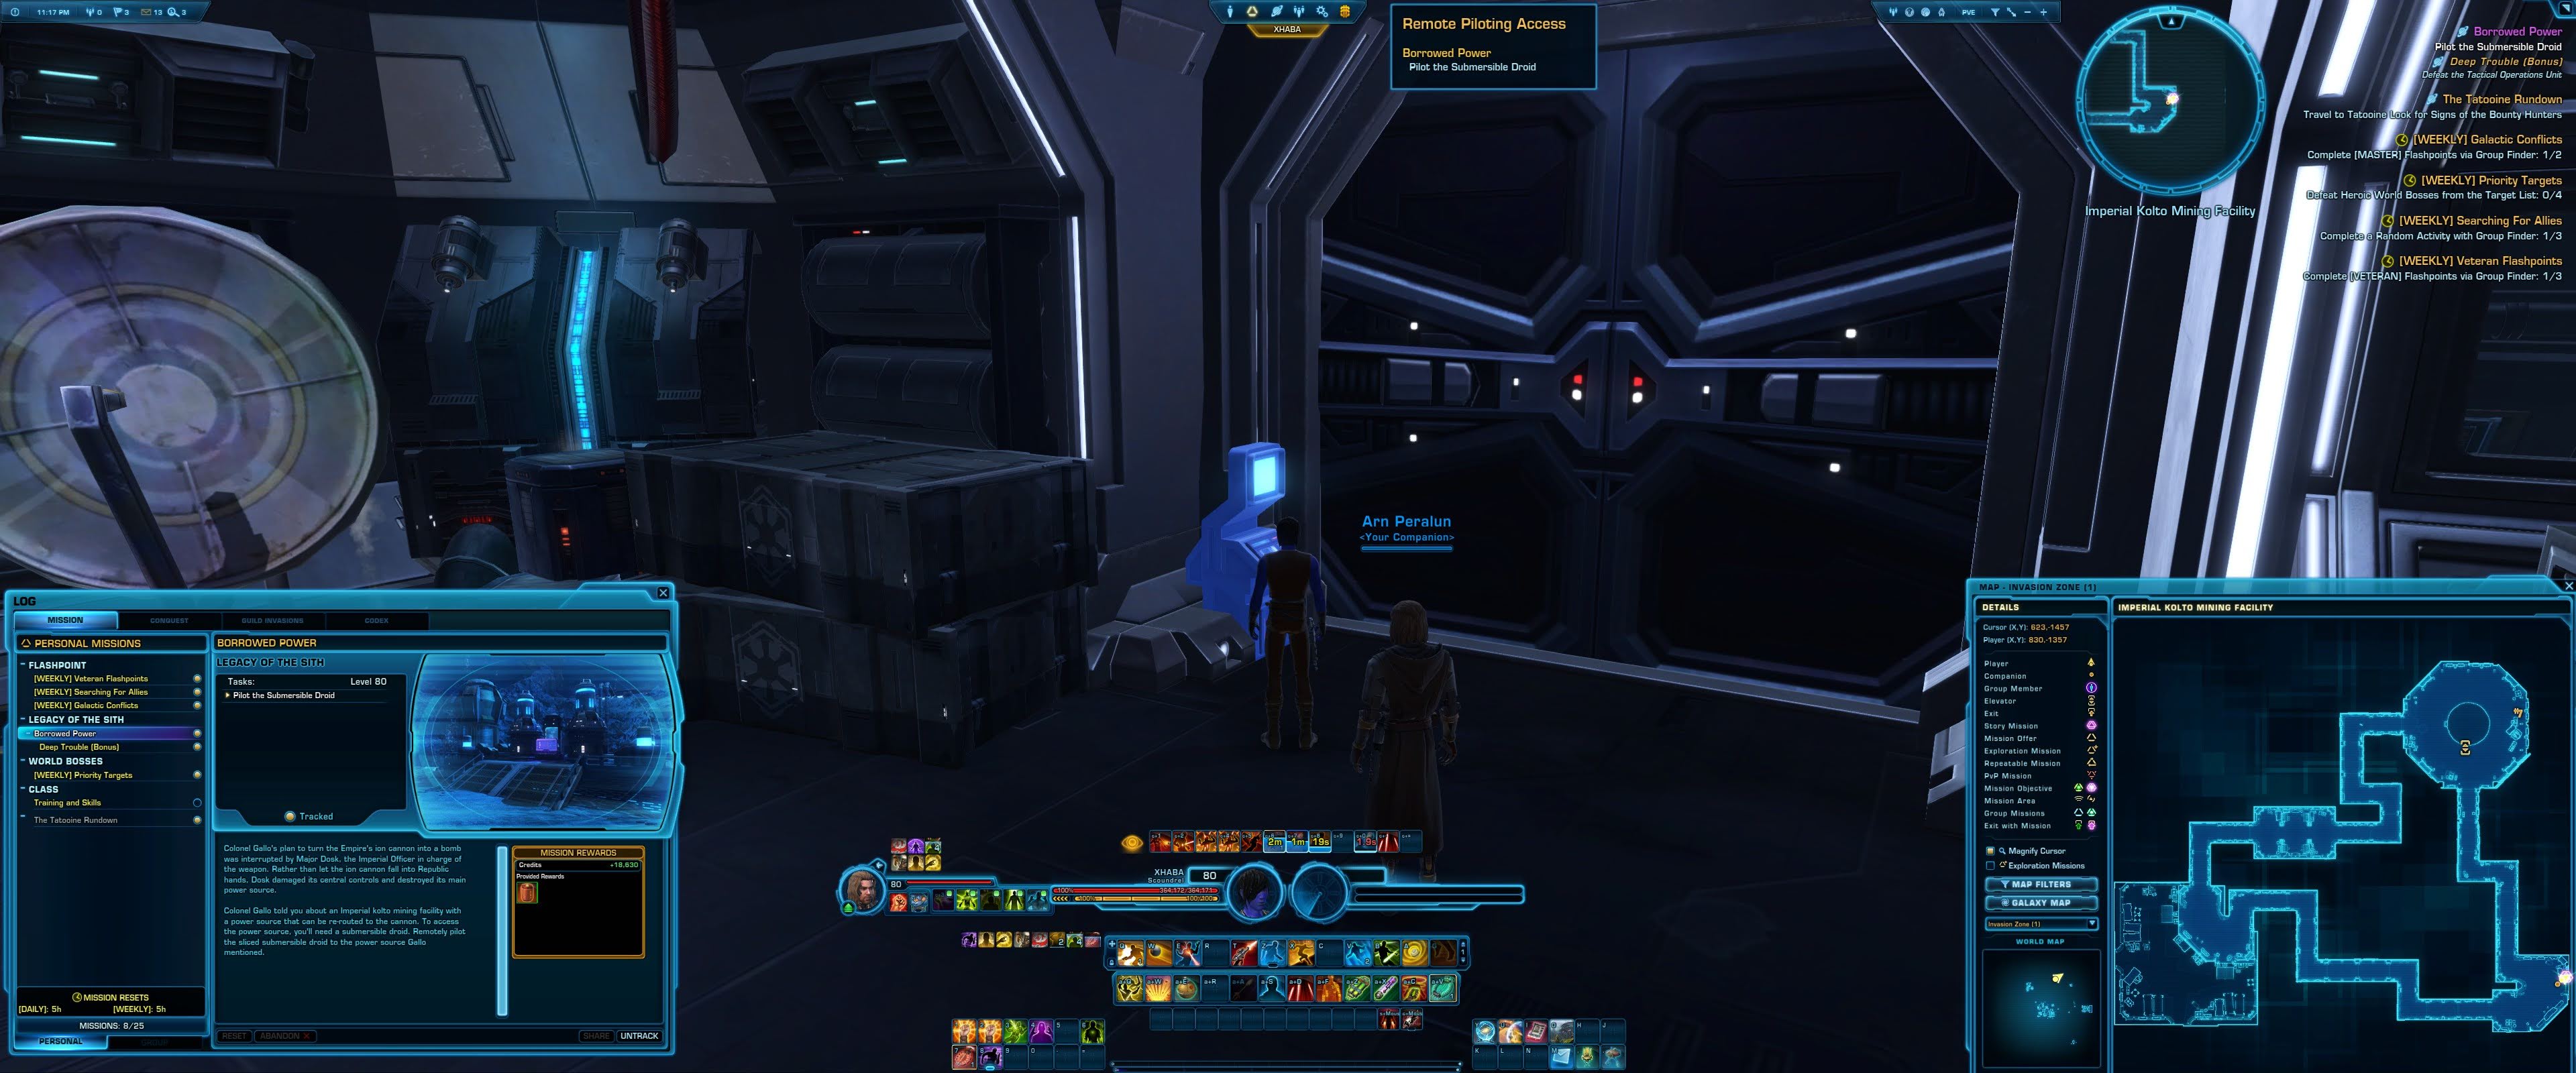 11:17 PM 0 3 13 3
XHABA
Remote Piloting Access
Borrowed Power
Pilot the Submersible Droid
PVE
Borrowed Power
Pilot the Submersible Droid
Deep Trouble (Bonus)
Defeat the Tactical Operations Unit
The Tatooine Rundown
Travel to Tatooine Look for Signs of the Bounty Hunters
[WEEKLY] Galactic Conflicts
Complete [MASTER] Flashpoints via Group Finder: 1/2
[WEEKLY] Priority Targets
Defeat Heroic World Bosses from the Target List: 0/4
[WEEKLY] Searching For Allies
Complete a Random Activity with Group Finder: 1/3
[WEEKLY] Veteran Flashpoints
Complete [VETERAN] Flashpoints via Group Finder: 1/3
Imperial Kolto Mining Facility
Arn Peralun
<Your Companion>
LOG
MISSION
CONQUEST
GUILD INVASIONS
CODEX
PERSONAL MISSIONS
FLASHPOINT
[WEEKLY] Veteran Flashpoints
[WEEKLY] Searching For Allies
[WEEKLY] Galactic Conflicts
LEGACY OF THE SITH
Borrowed Power
Deep Trouble (Bonus)
WORLD BOSSES
[WEEKLY] Priority Targets
CLASS
Training and Skills
The Tatooine Rundown
MISSION RESETS
[DAILY]: 5h [WEEKLY]: 5h
MISSIONS: 8/25
PERSONAL
BORROWED POWER
LEGACY OF THE SITH
Tasks: Level 80
Pilot the Submersible Droid
Tracked
Colonel Gallo's plan to turn the Empire's ion cannon into a bomb
was interrupted by Major Dosk, the Imperial Officer in charge of
the weapon. Rather than let the ion cannon fall into Republic
hands, Dosk damaged its central controls and destroyed its main
power source.
Colonel Gallo told you about an Imperial kolto mining facility with
a power source that can be re-routed to the cannon. To access
the power source, you'll need a submersible droid. Remotely pilot
the sliced submersible droid to the power source Gallo
mentioned.
MISSION REWARDS
Credits +18,630
Provided Rewards
RESET
ABANDON
SHARE
UNTRACK
80
XHABA
Scoundrel
80
100% 364,172/364,171
100% 100/100
2m 1m 19s
MAP - INVASION ZONE (1)
DETAILS
IMPERIAL KOLTO MINING FACILITY
Cursor (X,Y): 623,-1457
Player (X,Y): 830,-1357
Player
Companion
Group Member
Elevator
Exit
Story Mission
Mission Offer
Exploration Mission
Repeatable Mission
PvP Mission
Mission Objective
Mission Area
Group Missions
Exit with Mission
Magnify Cursor
Exploration Missions
MAP FILTERS
GALAXY MAP
Invasion Zone (1)
WORLD MAP